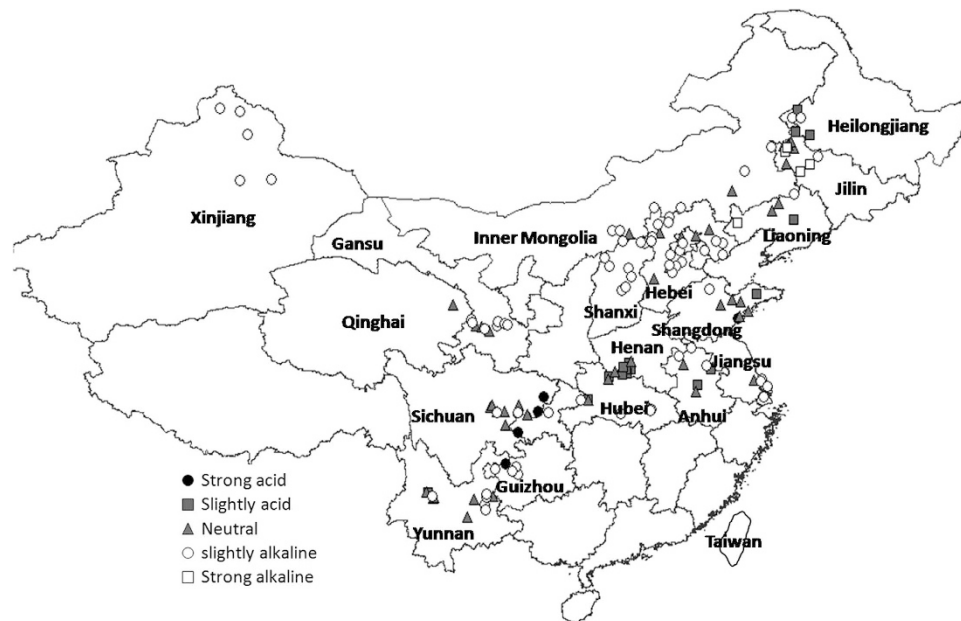 Heilongjiang
Jilin
Xinjiang
Gansu
Inner Mongolia
Liaoning
Hebei
Shanxi
Qinghai
Shangdong
Henan
Jiangsu
Sichuan
Hubei
Anhui
Guizhou
Yunnan
Taiwan
Strong acid
Slightly acid
Neutral
slightly alkaline
Strong alkaline